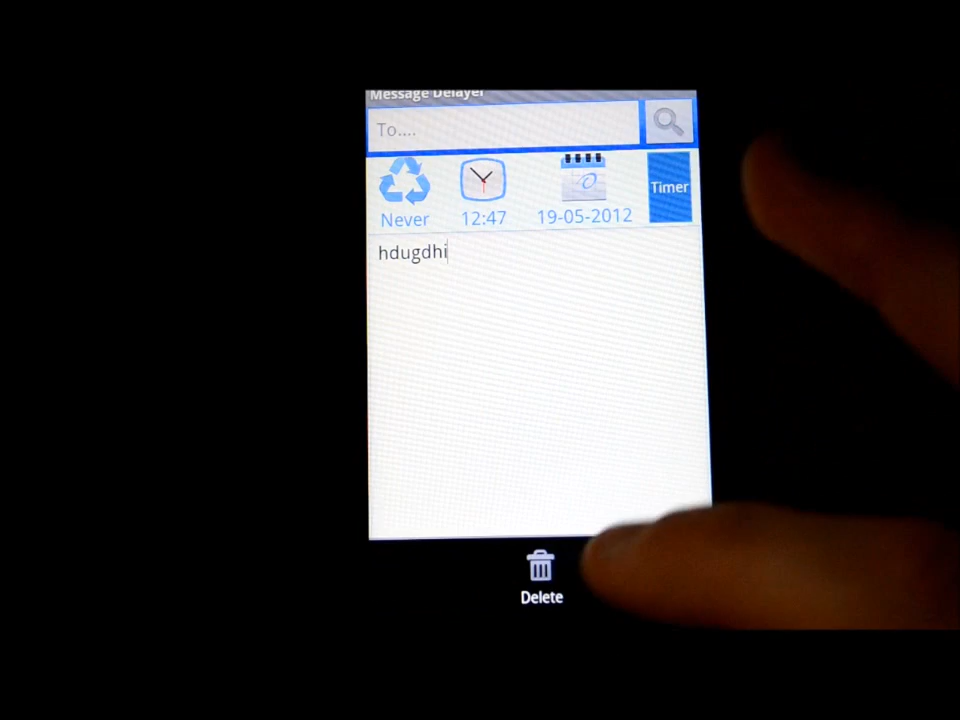 Message Delayer
To....
Timer
Never 12:47 19-05-2012
hdugdhi
Delete